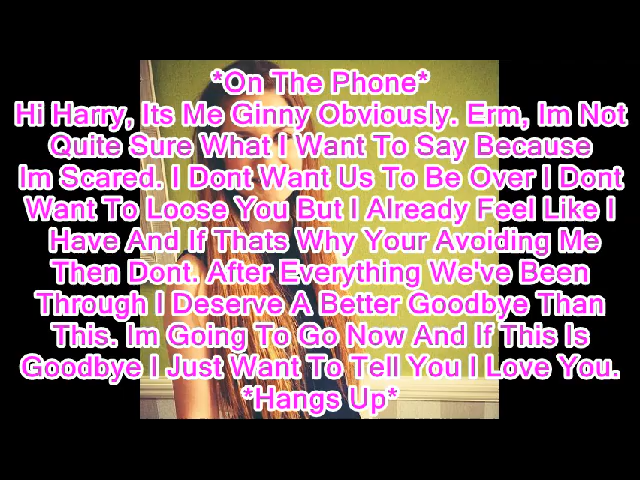 *On The Phone*
Hi Harry, Its Me Ginny Obviously. Erm, Im Not
Quite Sure What I Want To Say Because
Im Scared. I Dont Want Us To Be Over I Dont
Want To Loose You But I Already Feel Like I
Have And If Thats Why Your Avoiding Me
Then Dont. After Everything We've Been
Through I Deserve A Better Goodbye Than
This. Im Going To Go Now And If This Is
Goodbye I Just Want To Tell You I Love You.
*Hangs Up*